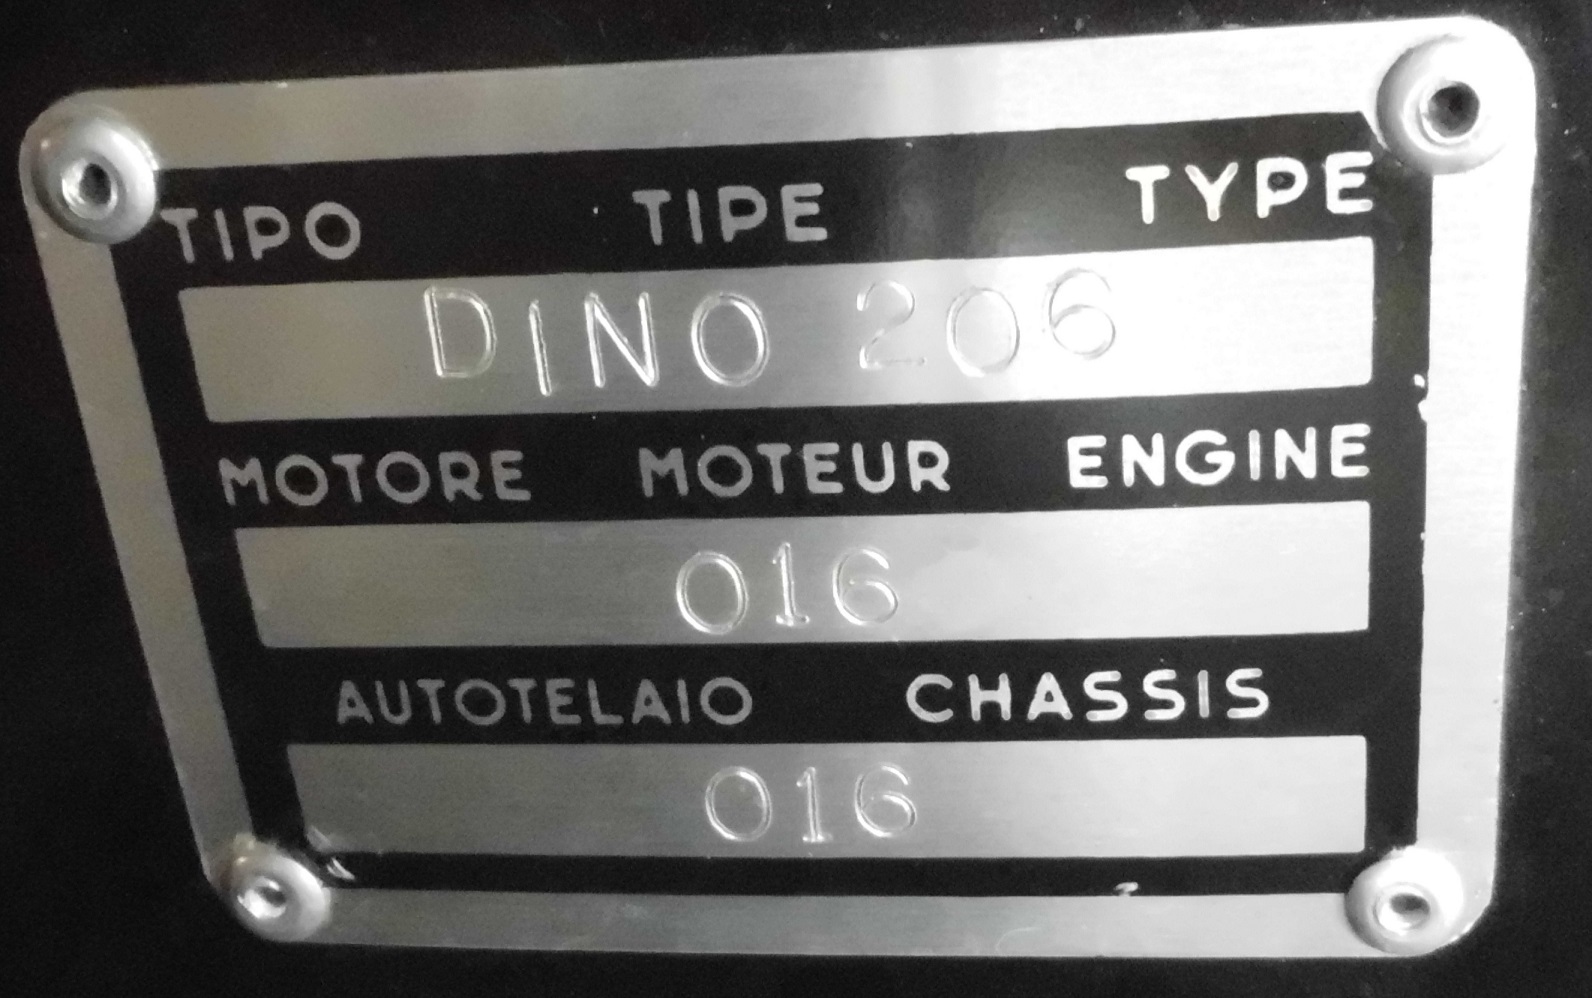 TIPO TIPE TYPE
DINO 206
MOTORE MOTEUR ENGINE
016
AUTOTELAIO CHASSIS
016